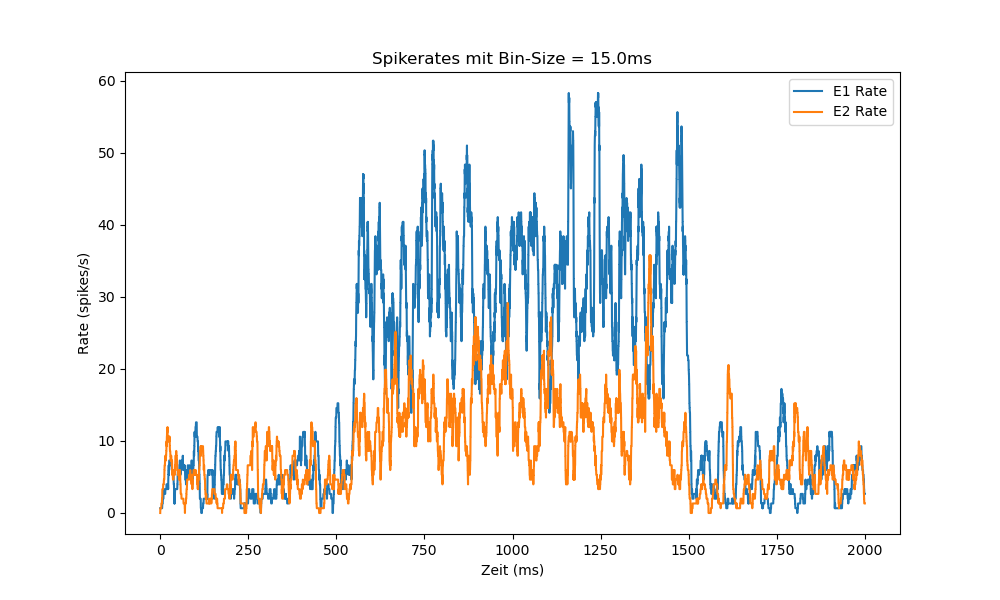 Spikerates mit Bin-Size = 15.0ms
E1 Rate
E2 Rate
Rate (spikes/s)
60
50
40
30
20
10
0
0 250 500 750 1000 1250 1500 1750 2000
Zeit (ms)